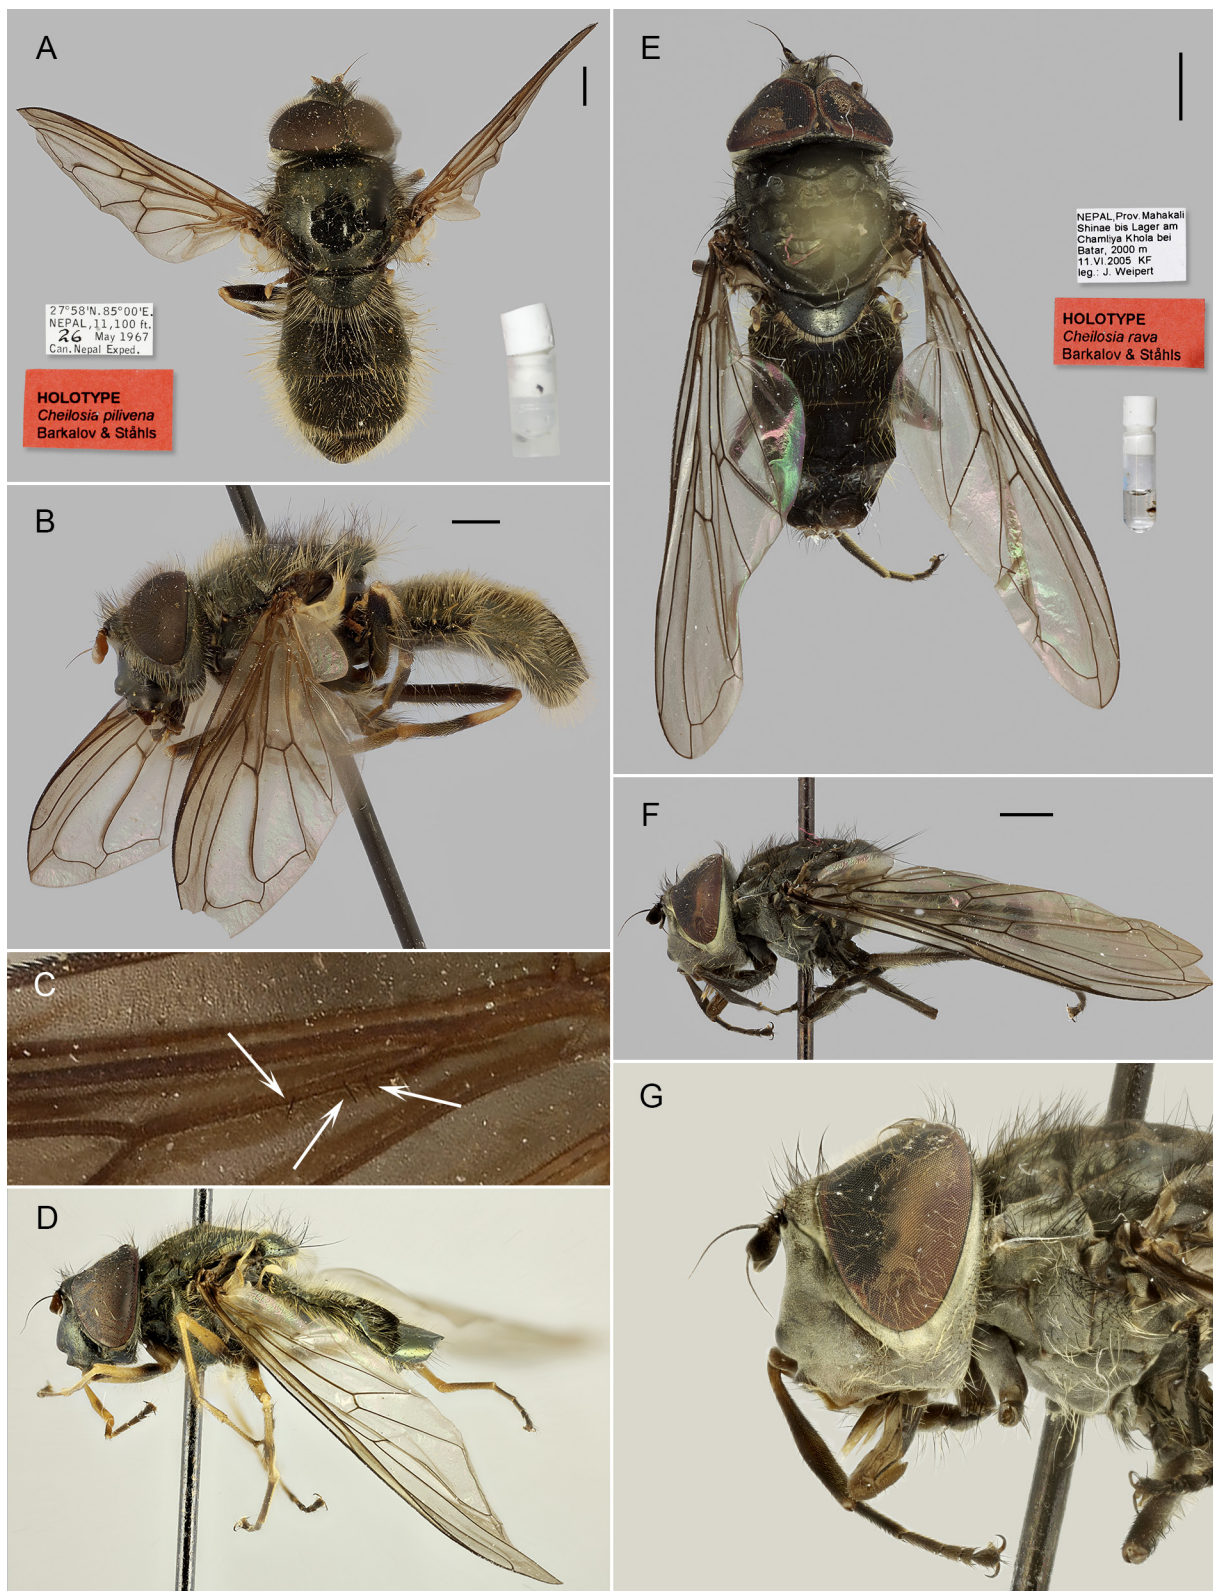 A
27°58'N.85°00'E.
NEPAL,11,100 ft.
26 May 1967
Can.Nepal Exped.
HOLOTYPE
Cheilosia pilivena
Barkalov & Ståhls
B
C
D
E
NEPAL,Prov.Mahakali
Shinae bis Lager am
Chamliya Khola bei
Batar, 2000 m
11.VI.2005 KF
leg.: J. Weipert
HOLOTYPE
Cheilosia rava
Barkalov & Ståhls
F
G